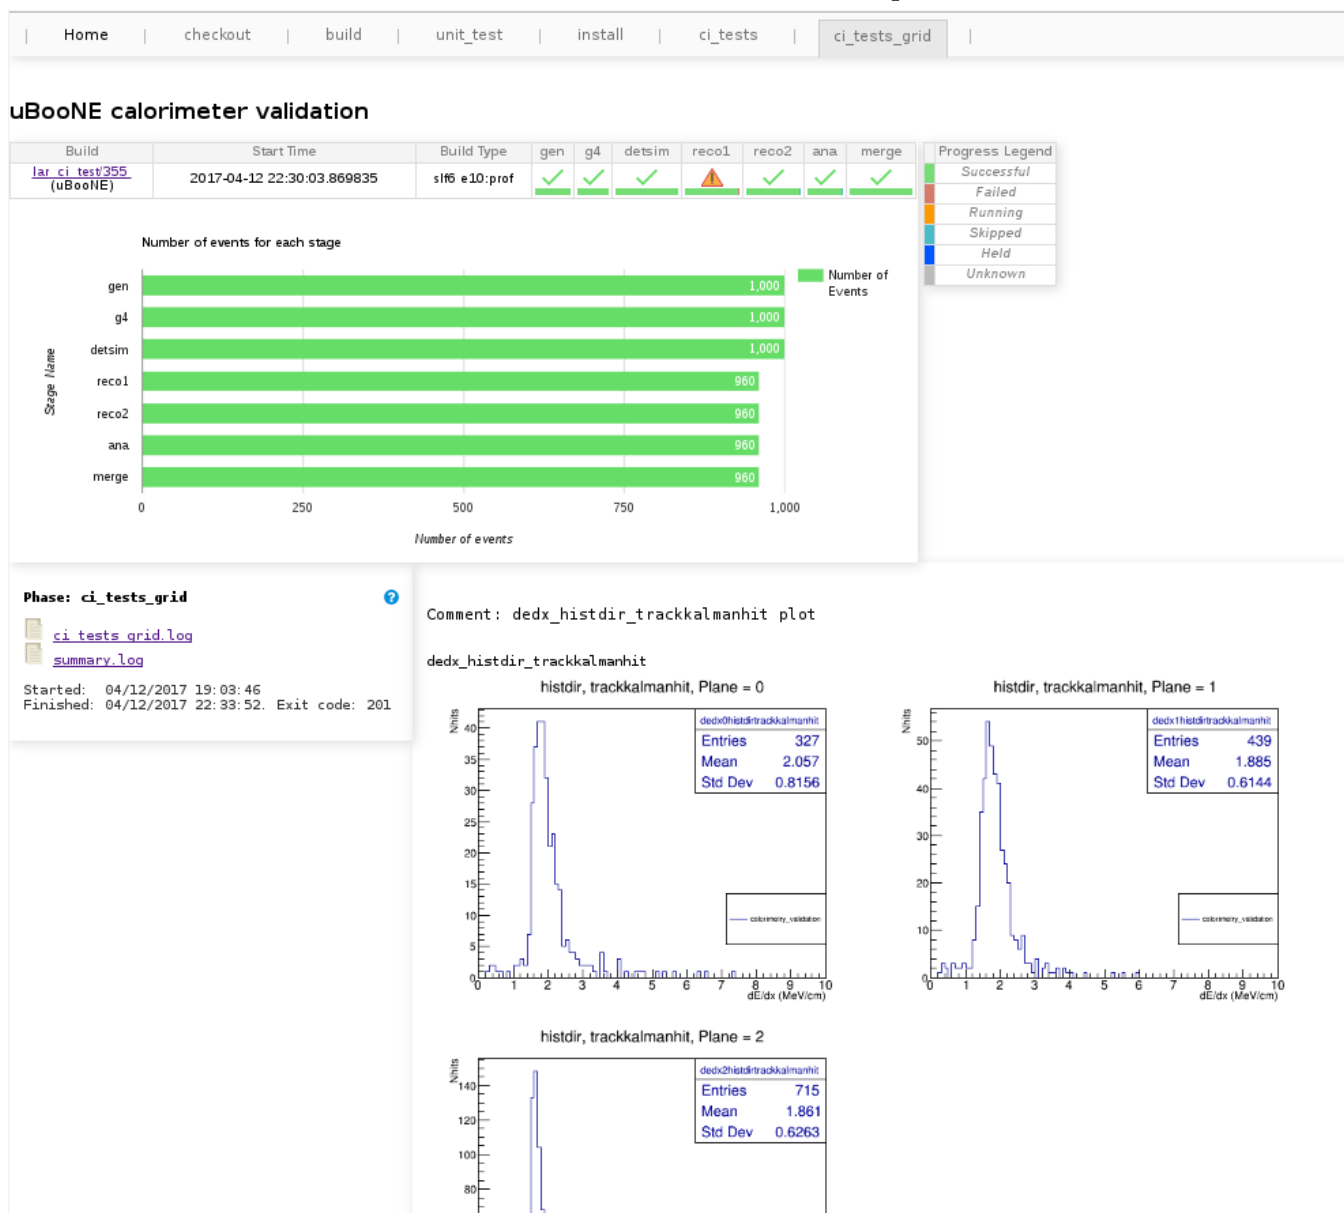 | Home | checkout | build | unit_test | install | ci_tests | ci_tests_grid |
uBooNE calorimeter validation
Build Start Time Build Type gen g4 detsim reco1 reco2 ana merge
lar_ci_test/355 (uBooNE) 2017-04-12 22:30:03.869835 slf6 e10:prof
Progress Legend
Successful
Failed
Running
Skipped
Held
Unknown
Number of events for each stage
Number of Events
Stage Name
gen 1,000
g4 1,000
detsim 1,000
reco1 960
reco2 960
ana 960
merge 960
0 250 500 750 1,000
Number of events
Phase: ci_tests_grid ?
ci_tests_grid.log
summary.log
Started: 04/12/2017 19:03:46
Finished: 04/12/2017 22:33:52. Exit code: 201
Comment: dedx_histdir_trackkalmanhit plot
dedx_histdir_trackkalmanhit
histdir, trackkalmanhit, Plane = 0
Nhits
dedx0histdirtrackkalmanhit
Entries 327
Mean 2.057
Std Dev 0.8156
calorimetry_validation
40
35
30
25
20
15
10
5
0
0 1 2 3 4 5 6 7 8 9 10
dE/dx (MeV/cm)
histdir, trackkalmanhit, Plane = 1
Nhits
dedx1histdirtrackkalmanhit
Entries 439
Mean 1.885
Std Dev 0.6144
calorimetry_validation
50
40
30
20
10
0
0 1 2 3 4 5 6 7 8 9 10
dE/dx (MeV/cm)
histdir, trackkalmanhit, Plane = 2
Nhits
dedx2histdirtrackkalmanhit
Entries 715
Mean 1.861
Std Dev 0.6263
140
120
100
80